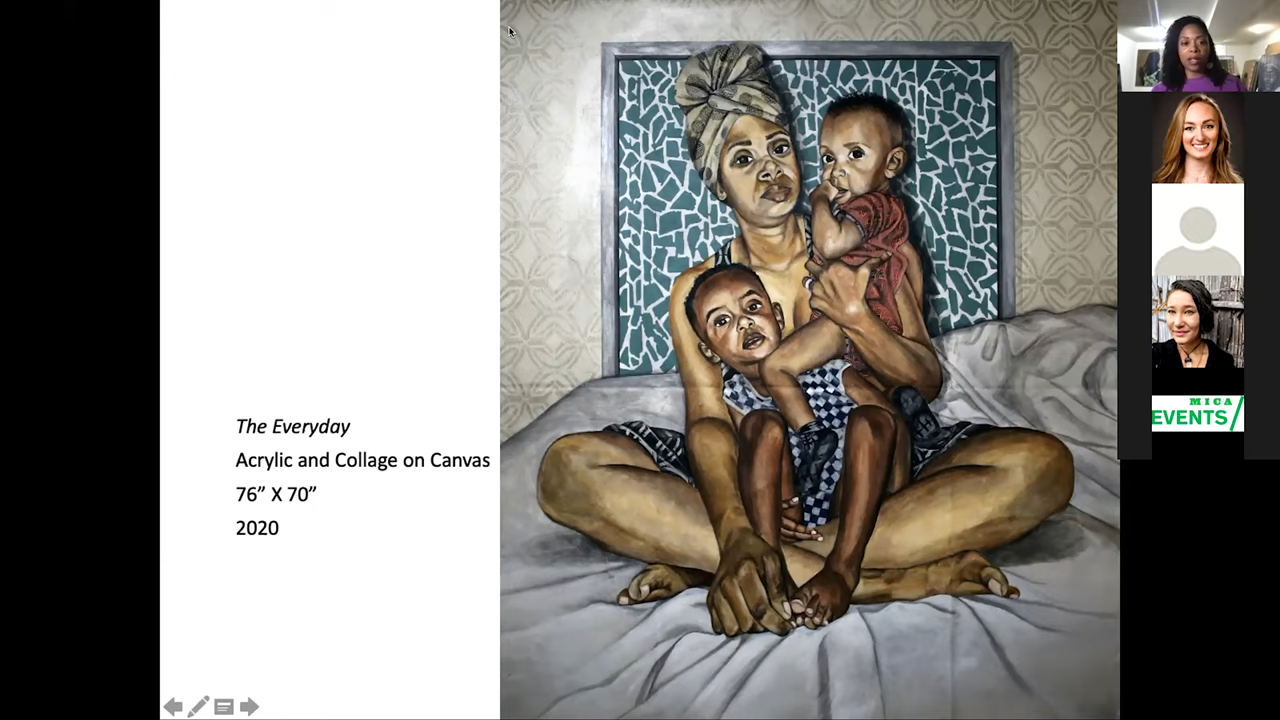 The Everyday
Acrylic and Collage on Canvas
76” X 70”
2020
MICA
EVENTS/